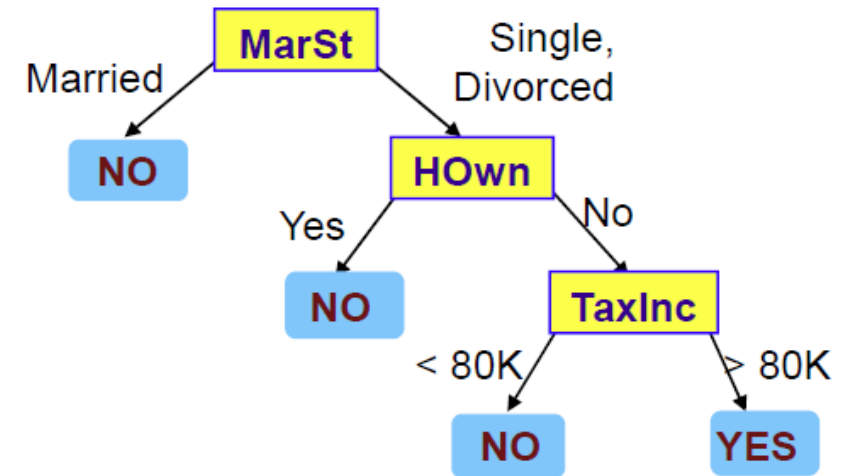 MarSt
Single,
Married
Divorced
NO
HOwn
Yes
No
NO
TaxInc
< 80K
> 80K
NO
YES